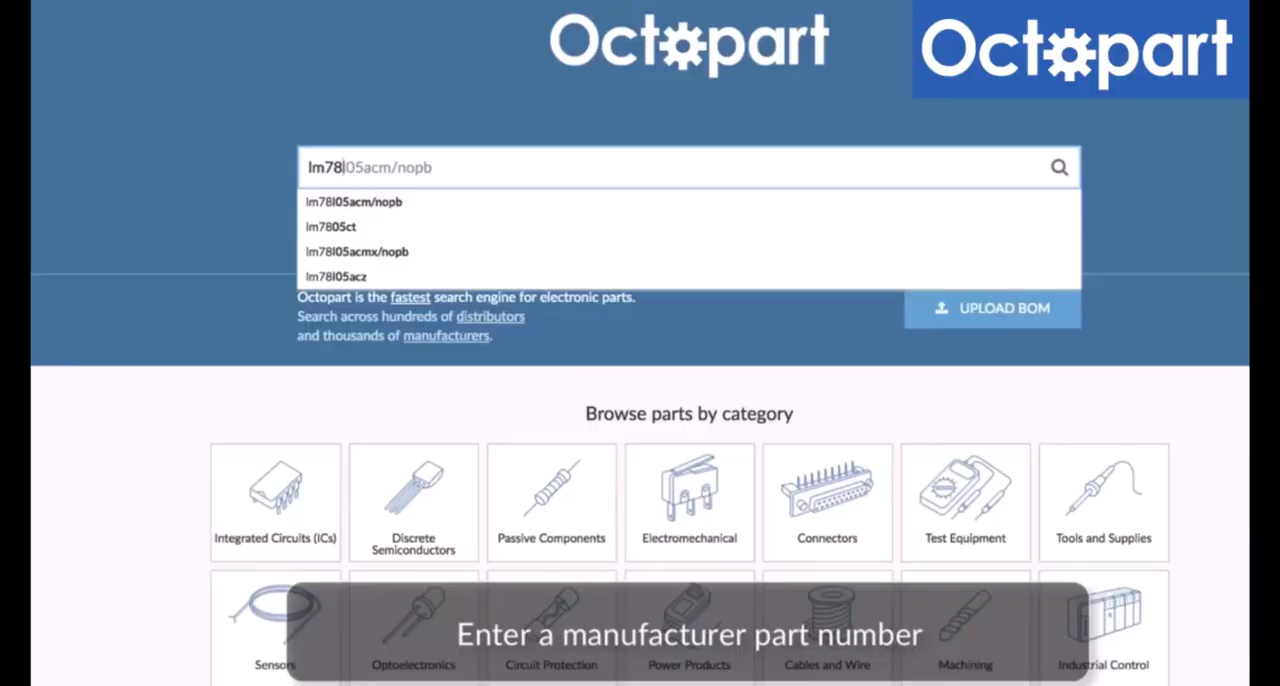 Octopart
Octopart
lm78l05acm/nopb
lm78l05acm/nopb
lm7805ct
lm78l05acmx/nopb
lm78l05acz
Octopart is the fastest search engine for electronic parts.
Search across hundreds of distributors
and thousands of manufacturers.
UPLOAD BOM
Browse parts by category
Integrated Circuits (ICs)
Discrete
Semiconductors
Passive Components
Electromechanical
Connectors
Test Equipment
Tools and Supplies
Enter a manufacturer part number
Sensors
Optoelectronics
Circuit Protection
Power Products
Cables and Wire
Machining
Industrial Control